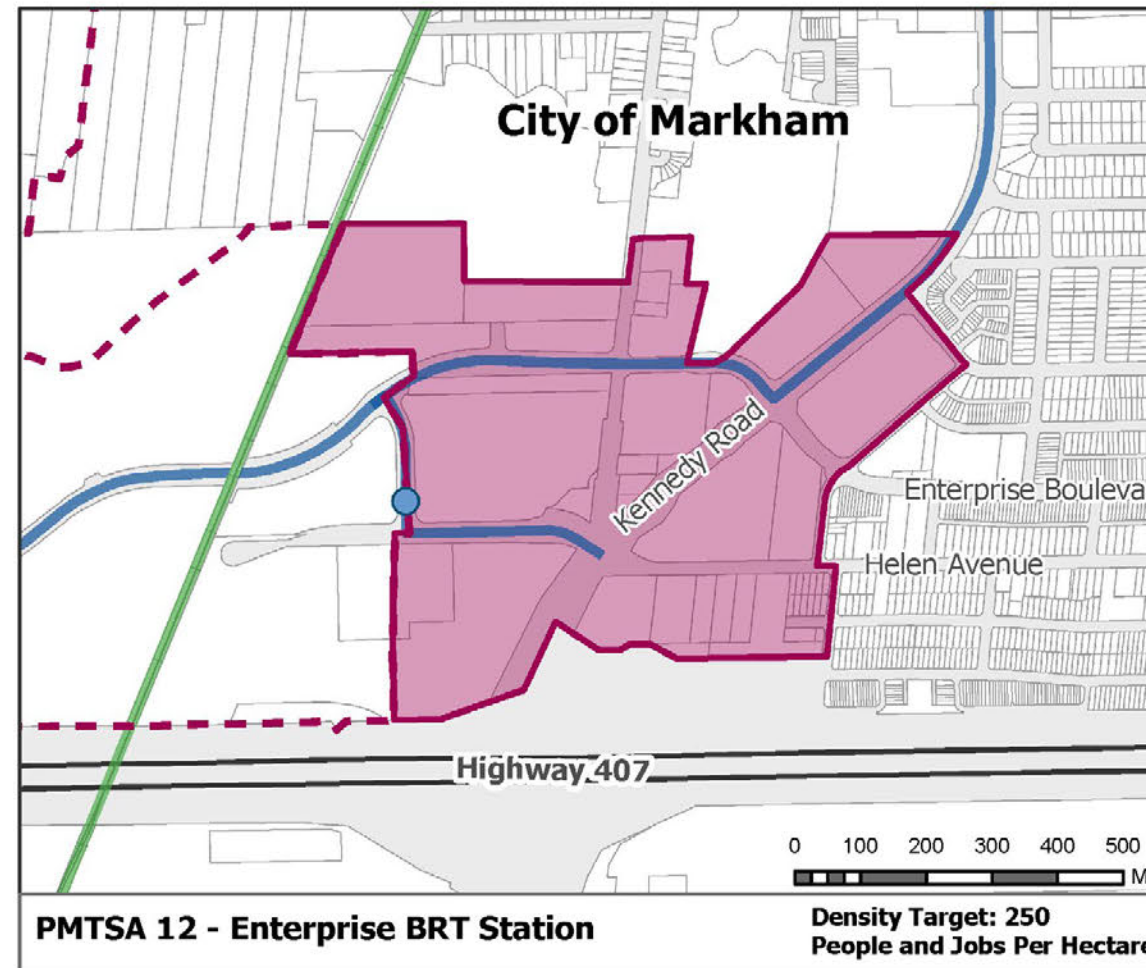 City of Markham
Kennedy Road
Enterprise Bouleva
Helen Avenue
Highway 407
0 100 200 300 400 500
M
PMTSA 12 - Enterprise BRT Station
Density Target: 250
People and Jobs Per Hectare